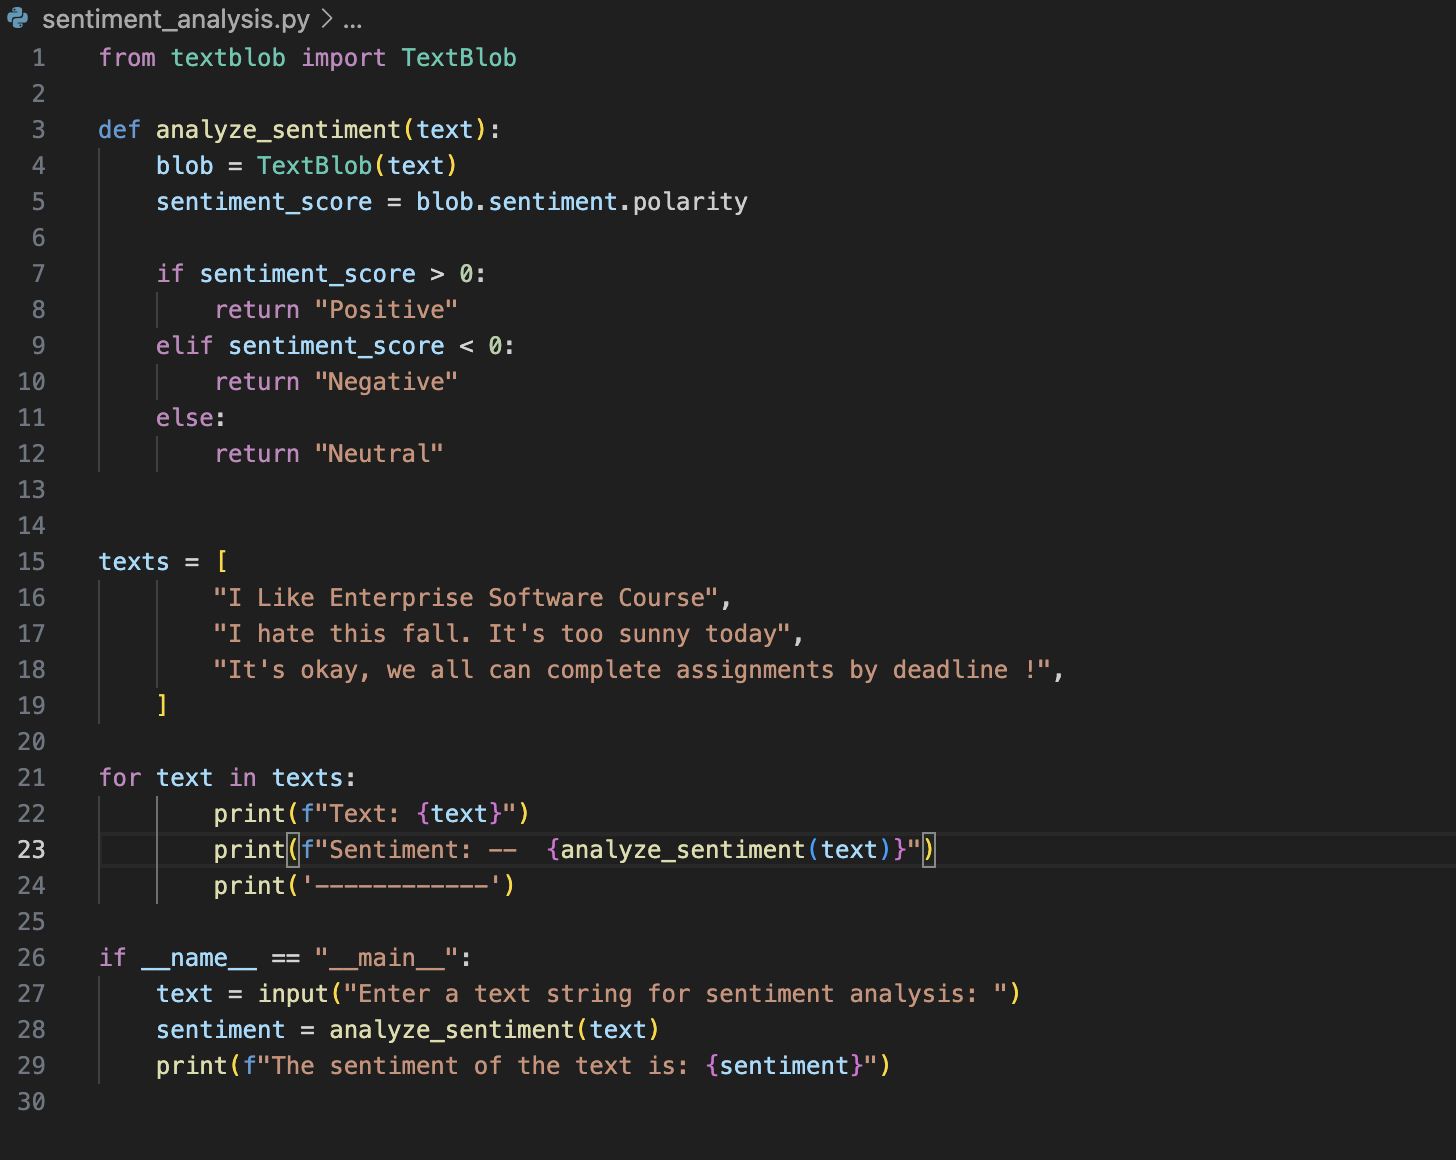 sentiment_analysis.py > ...
1 from textblob import TextBlob
2
3 def analyze_sentiment(text):
4     blob = TextBlob(text)
5     sentiment_score = blob.sentiment.polarity
6
7     if sentiment_score > 0:
8         return "Positive"
9     elif sentiment_score < 0:
10         return "Negative"
11     else:
12         return "Neutral"
13
14
15 texts = [
16         "I Like Enterprise Software Course",
17         "I hate this fall. It's too sunny today",
18         "It's okay, we all can complete assignments by deadline !",
19     ]
20
21 for text in texts:
22         print(f"Text: {text}")
23         print(f"Sentiment: --  {analyze_sentiment(text)}")
24         print('------------')
25
26 if __name__ == "__main__":
27     text = input("Enter a text string for sentiment analysis: ")
28     sentiment = analyze_sentiment(text)
29     print(f"The sentiment of the text is: {sentiment}")
30